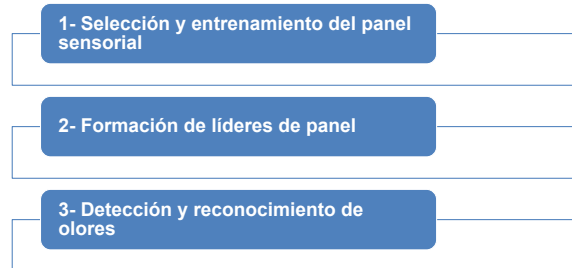 1- Selección y entrenamiento del panel
sensorial
2- Formación de líderes de panel
3- Detección y reconocimiento de
olores